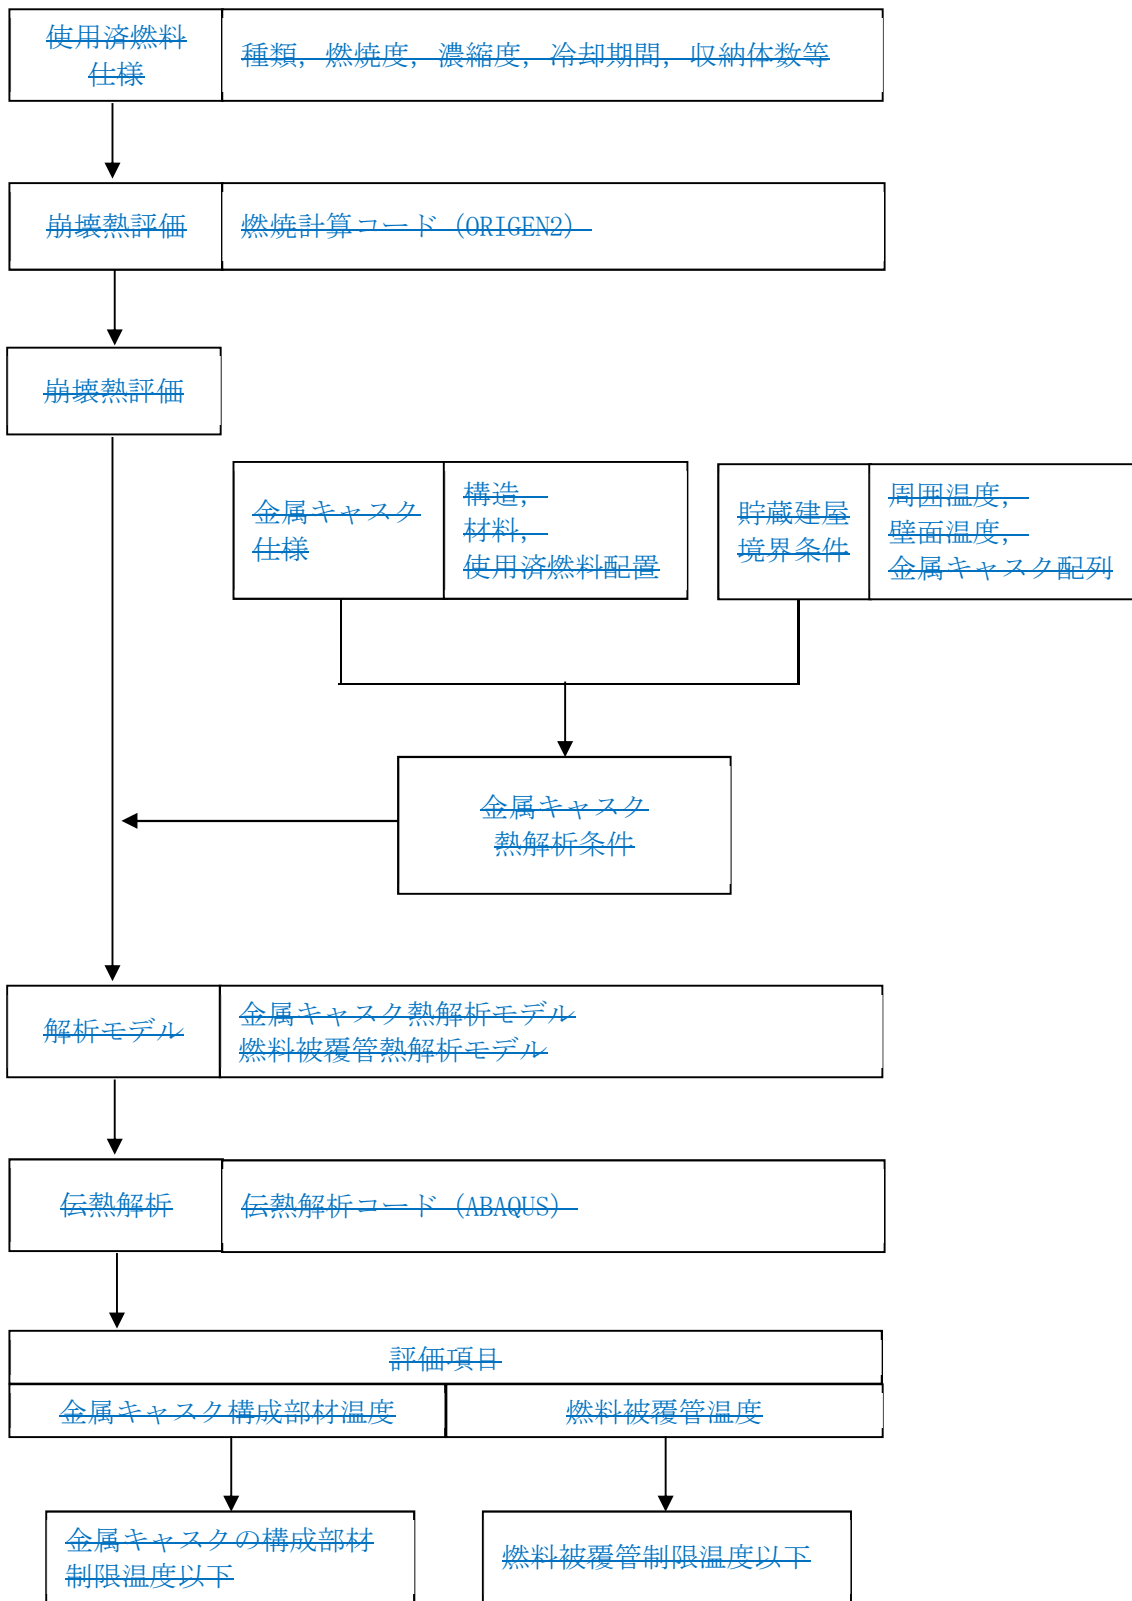 使用済燃料
仕様
種類，燃焼度，濃縮度，冷却期間，収納体数等
崩壊熱評価
燃焼計算コード（ORIGEN2）
崩壊熱評価
金属キャスク
仕様
構造，
材料，
使用済燃料配置
貯蔵建屋
境界条件
周囲温度，
壁面温度，
金属キャスク配列
金属キャスク
熱解析条件
解析モデル
金属キャスク熱解析モデル
燃料被覆管熱解析モデル
伝熱解析
伝熱解析コード（ABAQUS）
評価項目
金属キャスク構成部材温度
燃料被覆管温度
金属キャスクの構成部材
制限温度以下
燃料被覆管制限温度以下